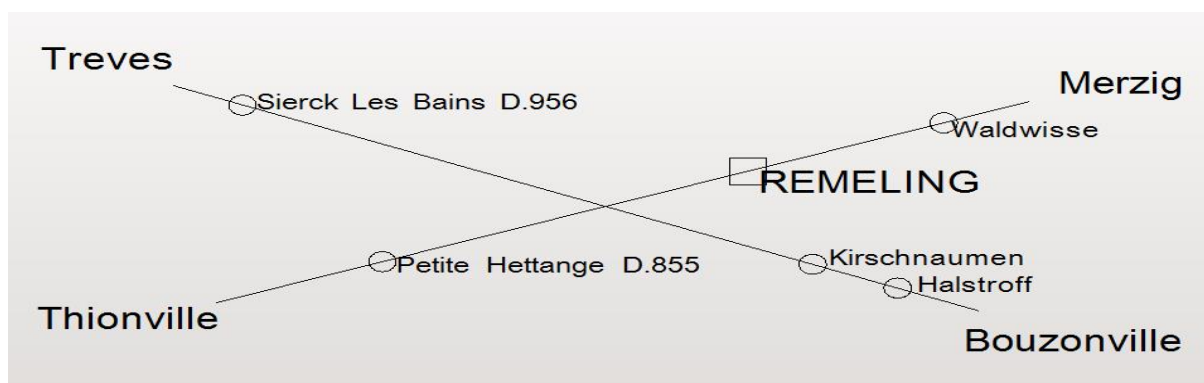 Treves
Sierck Les Bains D.956
Merzig
Waldwisse
REMELING
Petite Hettange D.855
Kirschnaumen
Halstroff
Thionville
Bouzonville